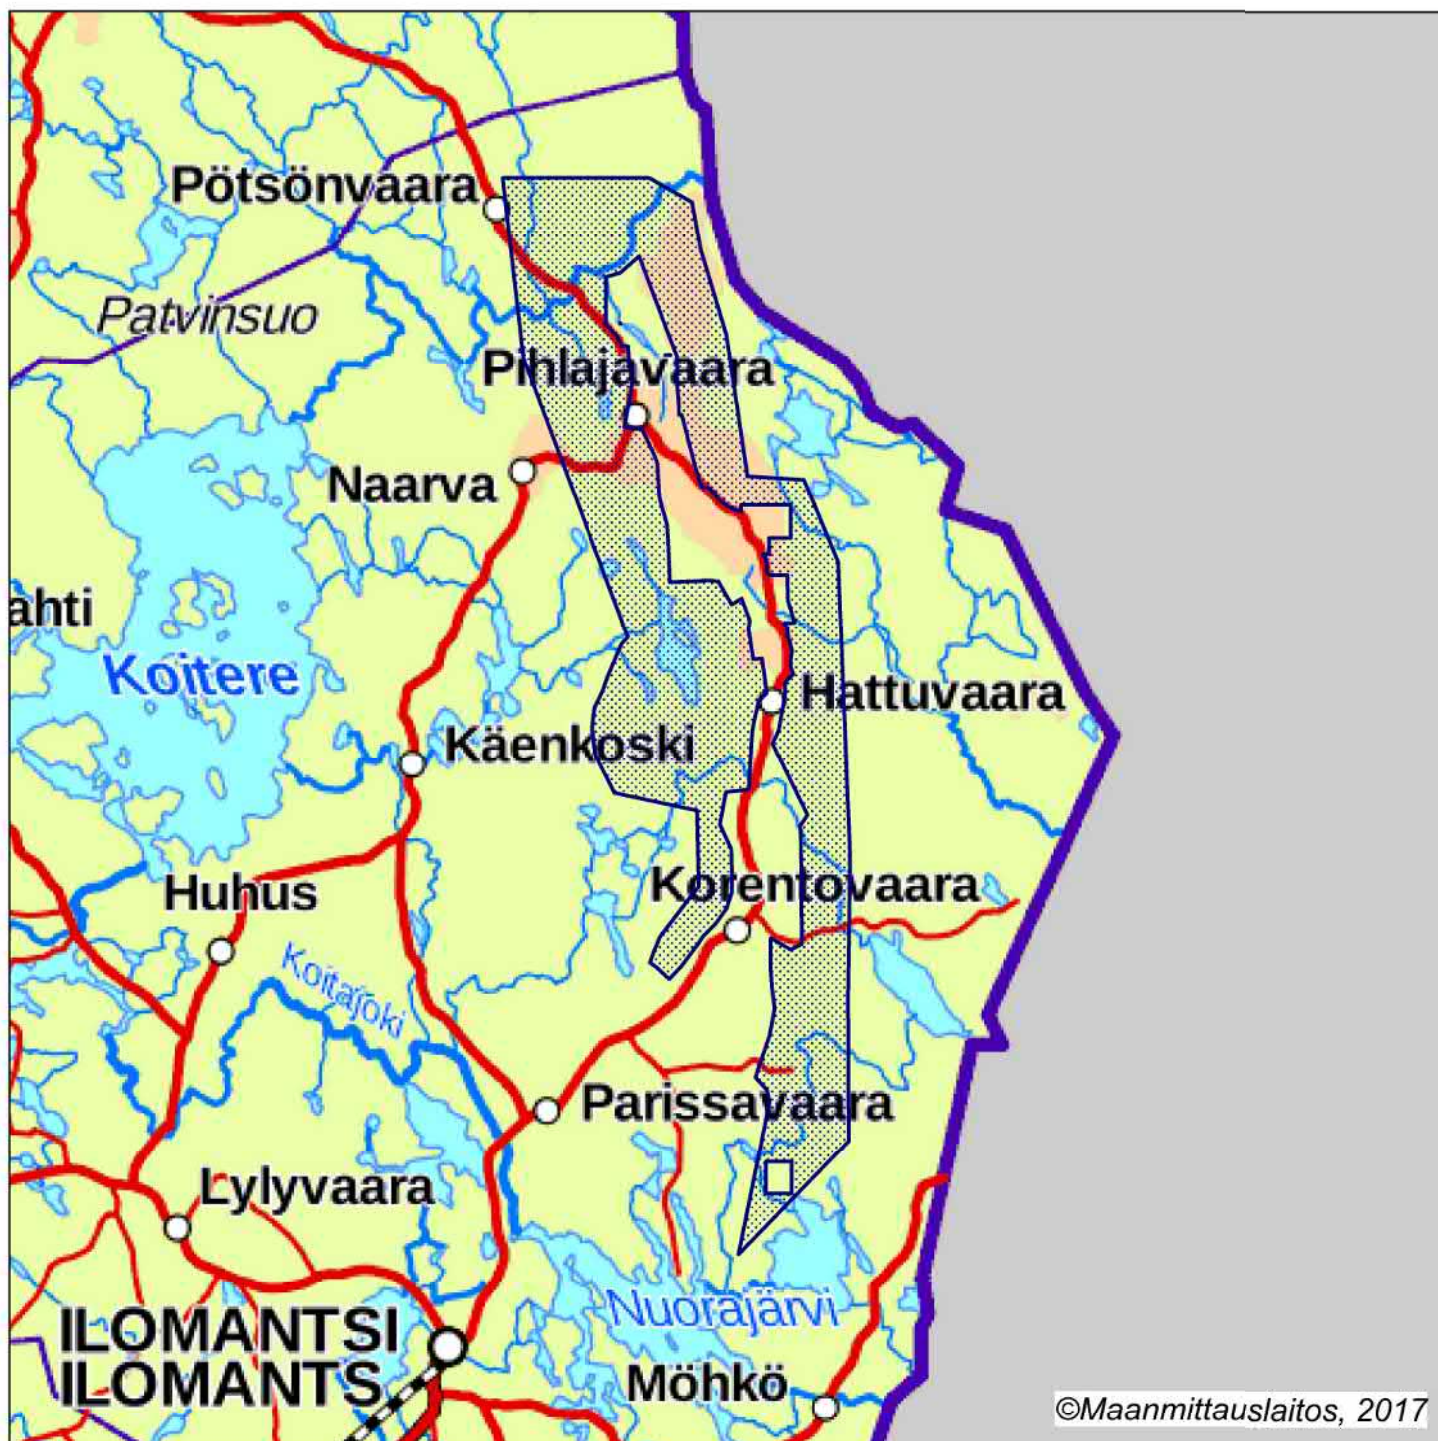 Pötsönvaara
Patvinsuo
Pihlajavaara
Naarva
ahti
Koitere
Hattuvaara
Käenkoski
Huhus
Korentovaara
Koitajoki
Parissavaara
Lylyvaara
Nuorajärvi
ILOMANTSI
ILOMANTS
Möhkö
©Maanmittauslaitos, 2017